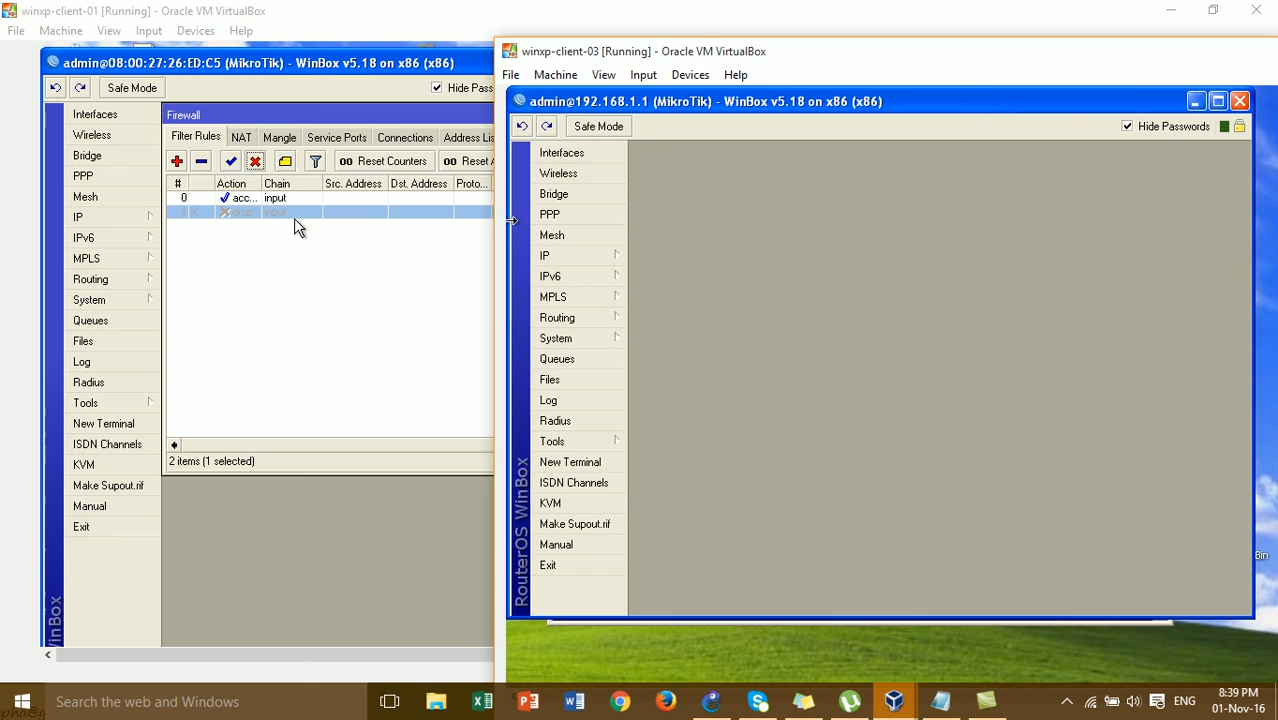 winxp-client-01 [Running] - Oracle VM VirtualBox
File Machine View Input Devices Help
admin@08:00:27:26:ED:C5 (MikroTik) - WinBox v5.18 on x86 (x86)
Safe Mode
Hide Pass
Interfaces
Wireless
Bridge
PPP
Mesh
IP
IPv6
MPLS
Routing
System
Queues
Files
Log
Radius
Tools
New Terminal
ISDN Channels
KVM
Make Supout.rif
Manual
Exit
WinBox
Firewall
Filter Rules NAT Mangle Service Ports Connections Address Lis
00 Reset Counters 00 Reset A
# Action Chain Src. Address Dst. Address Proto...
0 acc... input
1 X drop input
2 items (1 selected)
winxp-client-03 [Running] - Oracle VM VirtualBox
File Machine View Input Devices Help
admin@192.168.1.1 (MikroTik) - WinBox v5.18 on x86 (x86)
Safe Mode
Hide Passwords
Interfaces
Wireless
Bridge
PPP
Mesh
IP
IPv6
MPLS
Routing
System
Queues
Files
Log
Radius
Tools
New Terminal
ISDN Channels
KVM
Make Supout.rif
Manual
Exit
RouterOS WinBox
Bin
Search the web and Windows
ENG
8:39 PM
01-Nov-16